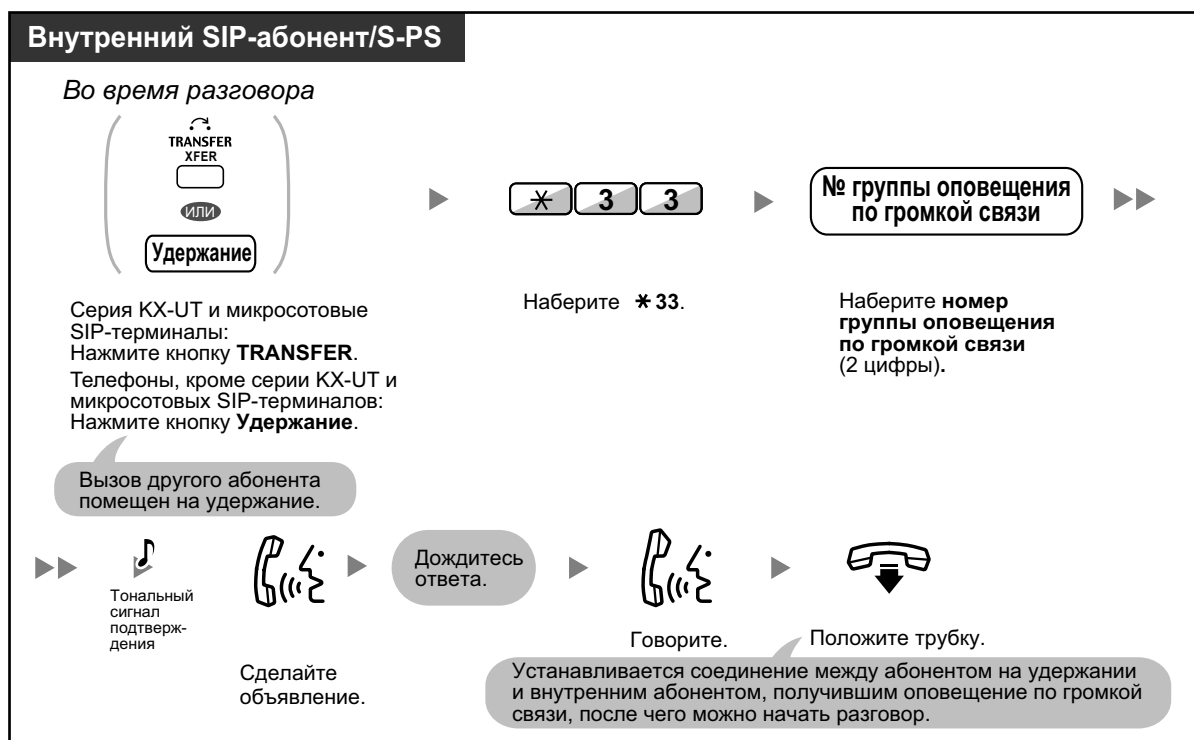 Внутренний SIP-абонент/S-PS
Во время разговора
TRANSFER
XFER
или
Удержание
Серия KX-UT и микросотовые
SIP-терминалы:
Нажмите кнопку TRANSFER.
Телефоны, кроме серии KX-UT и
микросотовых SIP-терминалов:
Нажмите кнопку Удержание.
Вызов другого абонента
помещен на удержание.
* 3 3
Наберите * 33.
№ группы оповещения
по громкой связи
Наберите номер
группы оповещения
по громкой связи
(2 цифры).
Тональный
сигнал
подтверж-
дения
Сделайте
объявление.
Дождитесь
ответа.
Говорите.
Положите трубку.
Устанавливается соединение между абонентом на удержании
и внутренним абонентом, получившим оповещение по громкой
связи, после чего можно начать разговор.